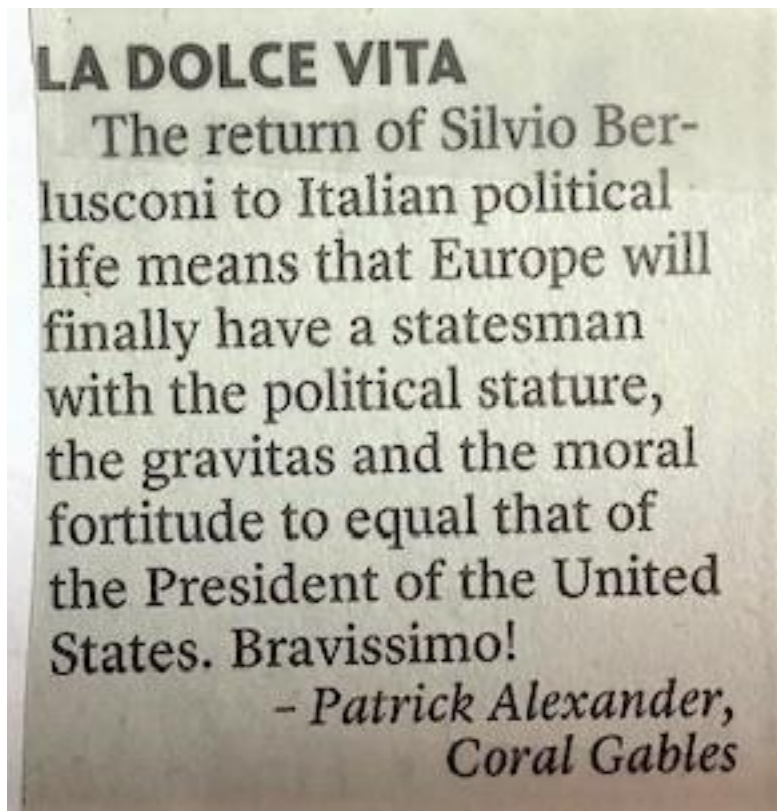 LA DOLCE VITA
The return of Silvio Ber-
lusconi to Italian political
life means that Europe will
finally have a statesman
with the political stature,
the gravitas and the moral
fortitude to equal that of
the President of the United
States. Bravissimo!
– Patrick Alexander,
Coral Gables